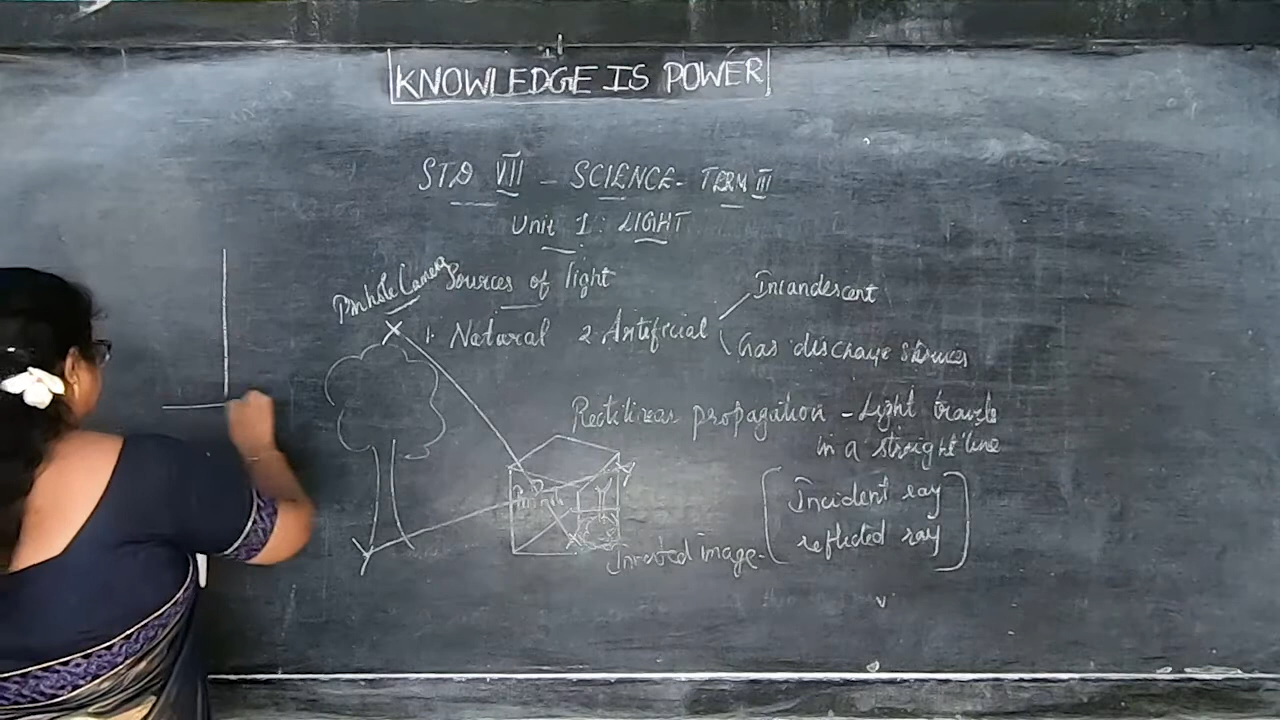 KNOWLEDGE IS POWER
STD VII - SCIENCE - TERM III
Unit 1: LIGHT
Pinhole Camera
Sources of light
1. Natural 2. Artificial
Incandescent
Gas discharge sources
Rectilinear propagation - Light travels
in a straight line
X
Y
Y
X
Incident ray
reflected ray
Inverted image -